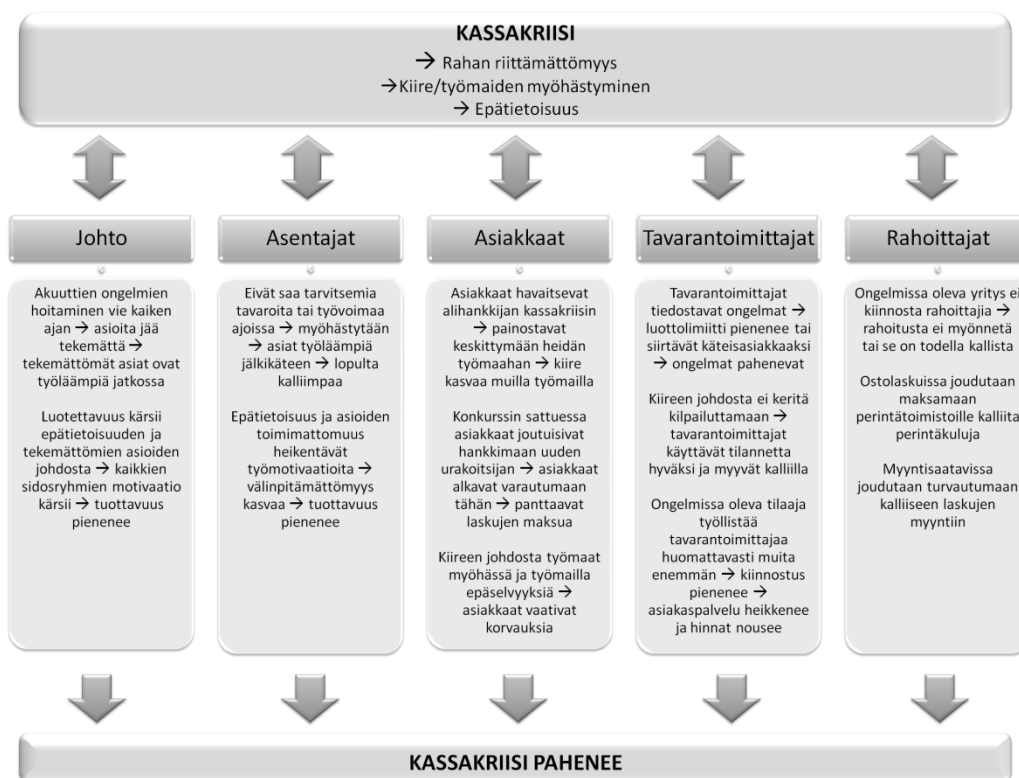 KASSAKRIISI
→ Rahan riittämättömyys
→Kiire/työmaiden myöhästyminen
→ Epätietoisuus
Johto
Akuuttien ongelmien
hoitaminen vie kaiken
ajan → asioita jää
tekemättä →
tekemättömät asiat ovat
työläämpiä jatkossa
Luotettavuus kärsii
epätietoisuuden ja
tekemättömien asioiden
johdosta → kaikkien
sidosryhmien motivaatio
kärsii → tuottavuus
pienenee
Asentajat
Eivät saa tarvitsemia
tavaroita tai työvoimaa
ajoissa → myöhästytään
→ asiat työläämpiä
jälkikäteen → lopulta
kalliimpaa
Epätietoisuus ja asioiden
toimimattomuus
heikentävät
työmotivaatioita →
välinpitämättömyys
kasvaa → tuottavuus
pienenee
Asiakkaat
Asiakkaat havaitsevat
alihankkijan kassakriisin
→ painostavat
keskittymään heidän
työmaahan → kiire
kasvaa muilla työmailla
Konkurssin sattuessa
asiakkaat joutuisivat
hankkimaan uuden
urakoitsijan → asiakkaat
alkavat varautumaan
tähän → panttaavat
laskujen maksua
Kiireen johdosta työmaat
myöhässä ja työmailla
epäselvyyksiä →
asiakkaat vaativat
korvauksia
Tavarantoimittajat
Tavarantoimittajat
tiedostavat ongelmat →
luottolimiitti pienenee tai
siirtävät käteisasiakkaaksi
→ ongelmat pahenevat
Kiireen johdosta ei keritä
kilpailuttamaan →
tavarantoimittajat
käyttävät tilannetta
hyväksi ja myyvät kalliilla
Ongelmissa oleva tilaaja
työllistää
tavarantoimittajaa
huomattavasti muita
enemmän → kiinnostus
pienenee →
asiakaspalvelu heikkenee
ja hinnat nousee
Rahoittajat
Ongelmissa oleva yritys ei
kiinnosta rahoittajia →
rahoitusta ei myönnetä
tai se on todella kallista
Ostolaskuissa joudutaan
maksamaan
perintätoimistoille kalliita
perintäkuluja
Myyntisaatavissa
joudutaan turvautumaan
kalliiseen laskujen
myyntiin
KASSAKRIISI PAHENEE